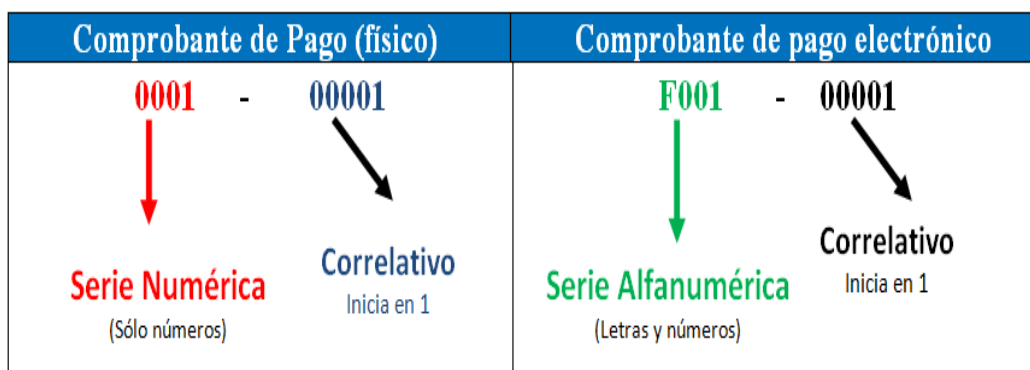 Comprobante de Pago (físico)
0001 - 00001
Serie Numérica
(Sólo números)
Correlativo
Inicia en 1
Comprobante de pago electrónico
F001 - 00001
Serie Alfanumérica
(Letras y números)
Correlativo
Inicia en 1